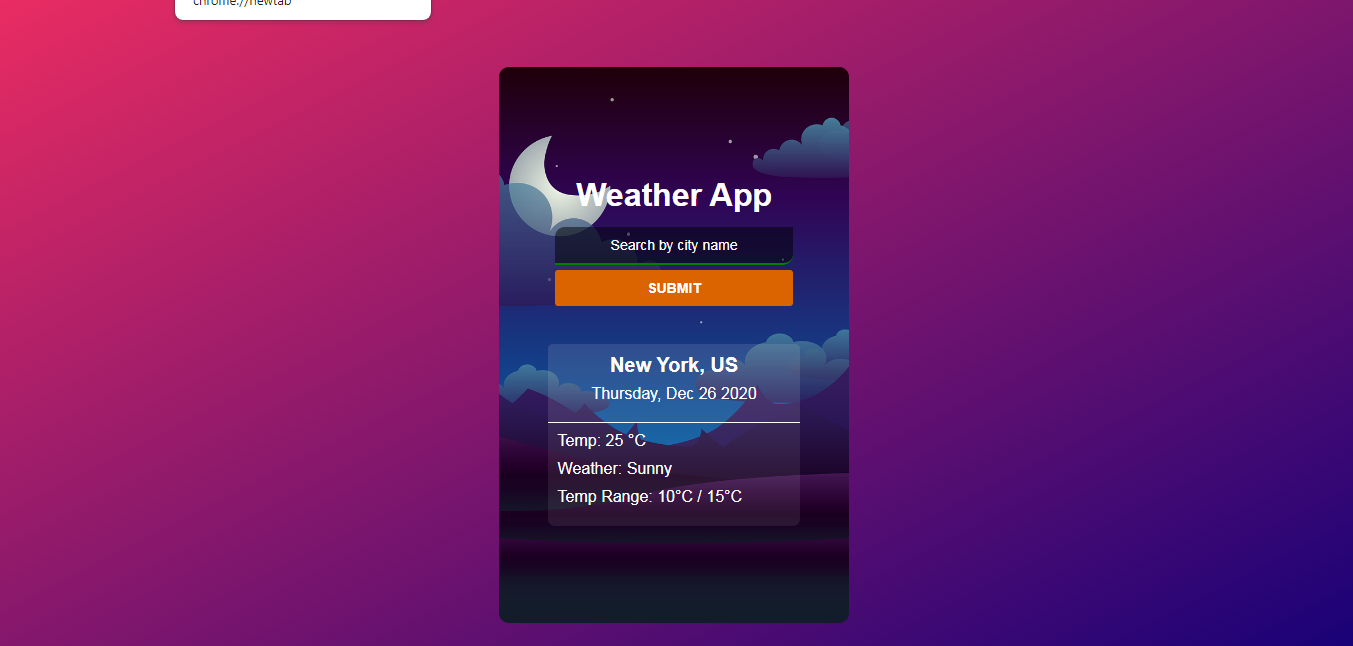 chrome://newtab
Weather App
Search by city name
SUBMIT
New York, US
Thursday, Dec 26 2020
Temp: 25 °C
Weather: Sunny
Temp Range: 10°C / 15°C